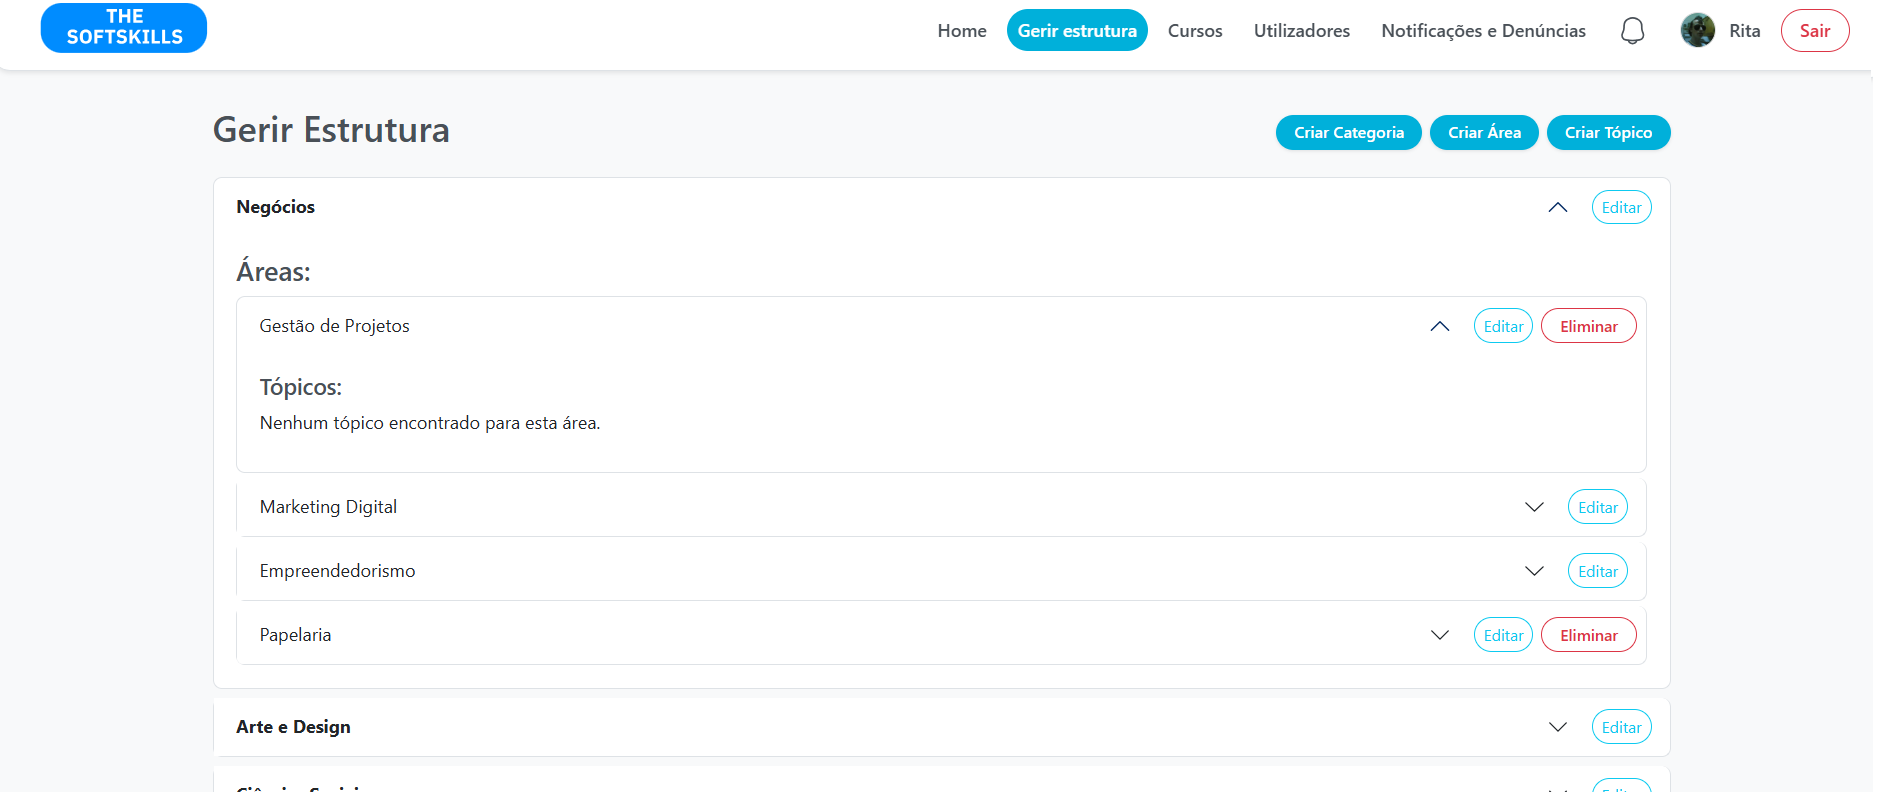 THE
SOFTSKILLS
Home Gerir estrutura Cursos Utilizadores Notificações e Denúncias Rita Sair
Gerir Estrutura
Criar Categoria Criar Área Criar Tópico
Negócios Editar
Áreas:
Gestão de Projetos Editar Eliminar
Tópicos:
Nenhum tópico encontrado para esta área.
Marketing Digital Editar
Empreendedorismo Editar
Papelaria Editar Eliminar
Arte e Design Editar